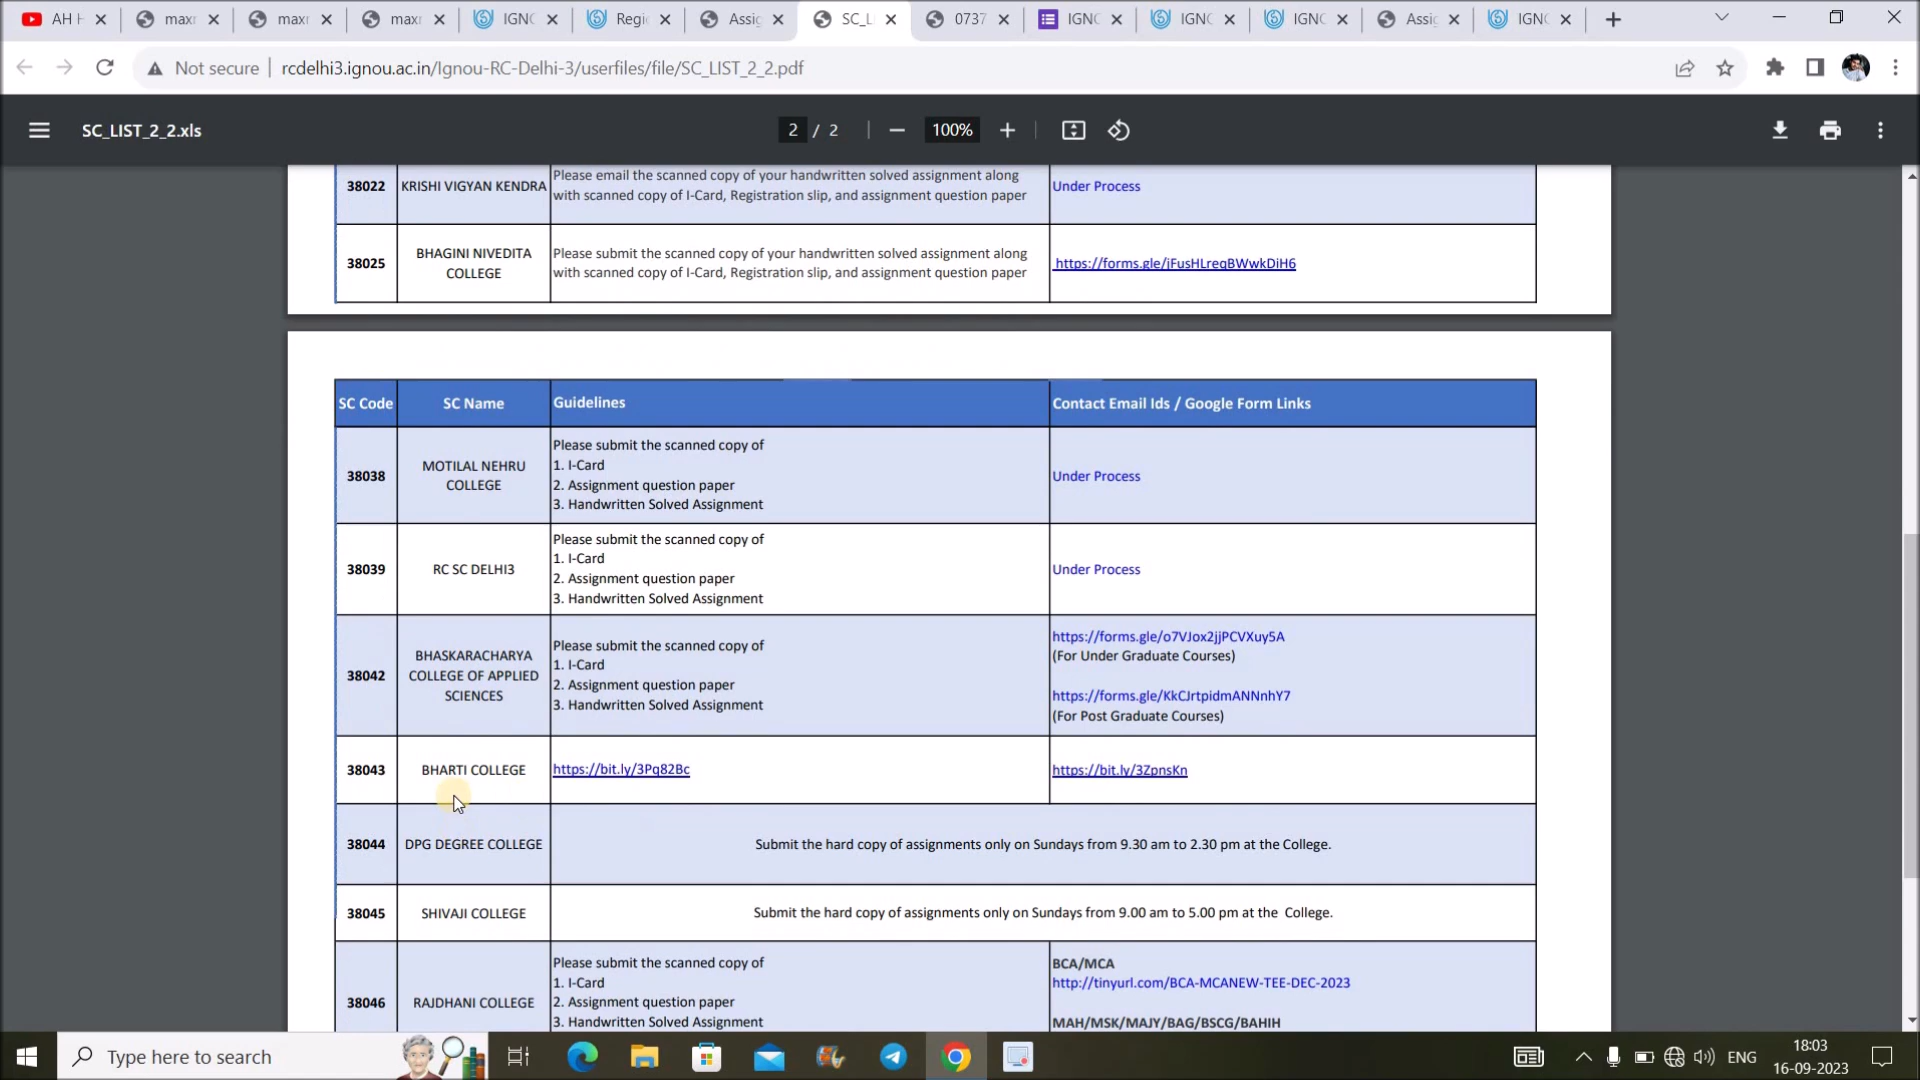 AH H
maxr
maxr
maxr
IGNO
Regi
Assig
SC_L
0737
IGNO
IGNO
IGNO
Assig
IGNO
Not secure
rcdelhi3.ignou.ac.in/Ignou-RC-Delhi-3/userfiles/file/SC_LIST_2_2.pdf
SC_LIST_2_2.xls
2 / 2
100%
38022
KRISHI VIGYAN KENDRA
Please email the scanned copy of your handwritten solved assignment along
with scanned copy of I-Card, Registration slip, and assignment question paper
Under Process
38025
BHAGINI NIVEDITA
COLLEGE
Please submit the scanned copy of your handwritten solved assignment along
with scanned copy of I-Card, Registration slip, and assignment question paper
https://forms.gle/jFusHLreqBWwkDiH6
SC Code
SC Name
Guidelines
Contact Email Ids / Google Form Links
38038
MOTILAL NEHRU
COLLEGE
Please submit the scanned copy of
1. I-Card
2. Assignment question paper
3. Handwritten Solved Assignment
Under Process
38039
RC SC DELHI3
Please submit the scanned copy of
1. I-Card
2. Assignment question paper
3. Handwritten Solved Assignment
Under Process
38042
BHASKARACHARYA
COLLEGE OF APPLIED
SCIENCES
Please submit the scanned copy of
1. I-Card
2. Assignment question paper
3. Handwritten Solved Assignment
https://forms.gle/o7VJox2jjPCVXuy5A
(For Under Graduate Courses)
https://forms.gle/KkCJrtpidmANNnhY7
(For Post Graduate Courses)
38043
BHARTI COLLEGE
https://bit.ly/3Pq82Bc
https://bit.ly/3ZpnsKn
38044
DPG DEGREE COLLEGE
Submit the hard copy of assignments only on Sundays from 9.30 am to 2.30 pm at the College.
38045
SHIVAJI COLLEGE
Submit the hard copy of assignments only on Sundays from 9.00 am to 5.00 pm at the College.
38046
RAJDHANI COLLEGE
Please submit the scanned copy of
1. I-Card
2. Assignment question paper
3. Handwritten Solved Assignment
BCA/MCA
http://tinyurl.com/BCA-MCANEW-TEE-DEC-2023
MAH/MSK/MAJY/BAG/BSCG/BAHIH
Type here to search
ENG
18:03
16-09-2023